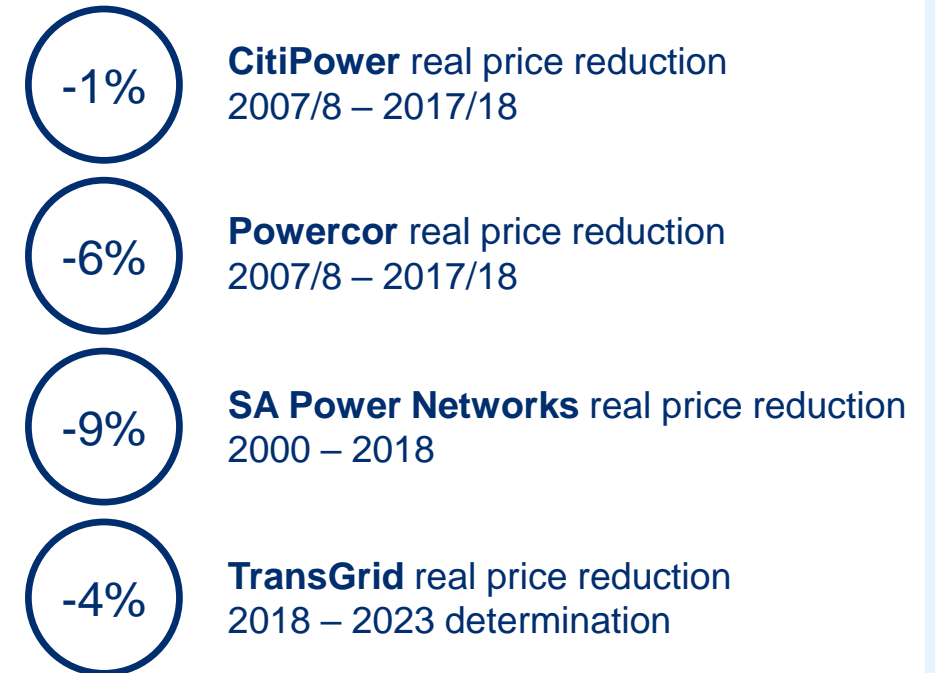 -1%
CitiPower real price reduction
2007/8 – 2017/18
-6%
Powercor real price reduction
2007/8 – 2017/18
-9%
SA Power Networks real price reduction
2000 – 2018
-4%
TransGrid real price reduction
2018 – 2023 determination